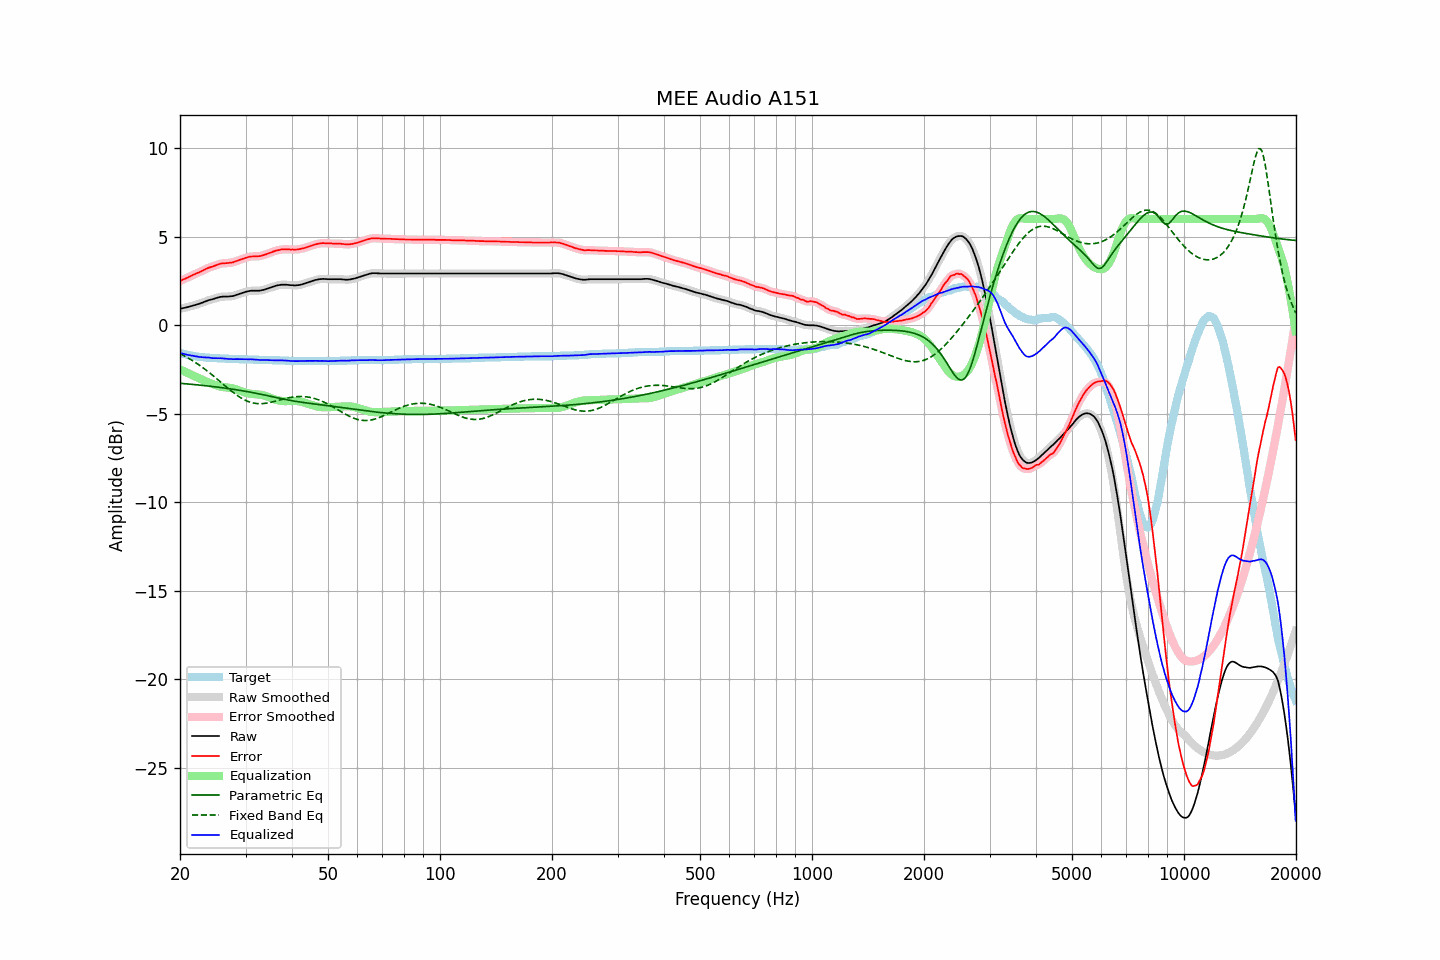 MEE Audio A151
10
5
0
−5
−10
−15
−20
−25
Amplitude (dBr)
Target
Raw Smoothed
Error Smoothed
Raw
Error
Equalization
Parametric Eq
Fixed Band Eq
Equalized
20 50 100 200 500 1000 2000 5000 10000 20000
Frequency (Hz)